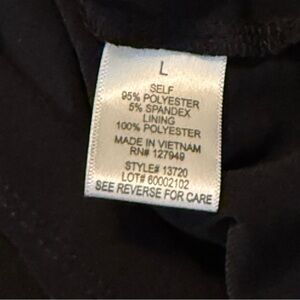 L
SELF
95% POLYESTER
5% SPANDEX
LINING
100% POLYESTER
MADE IN VIETNAM
RN# 127949
STYLE# 13720
LOT# 60002102
SEE REVERSE FOR CARE